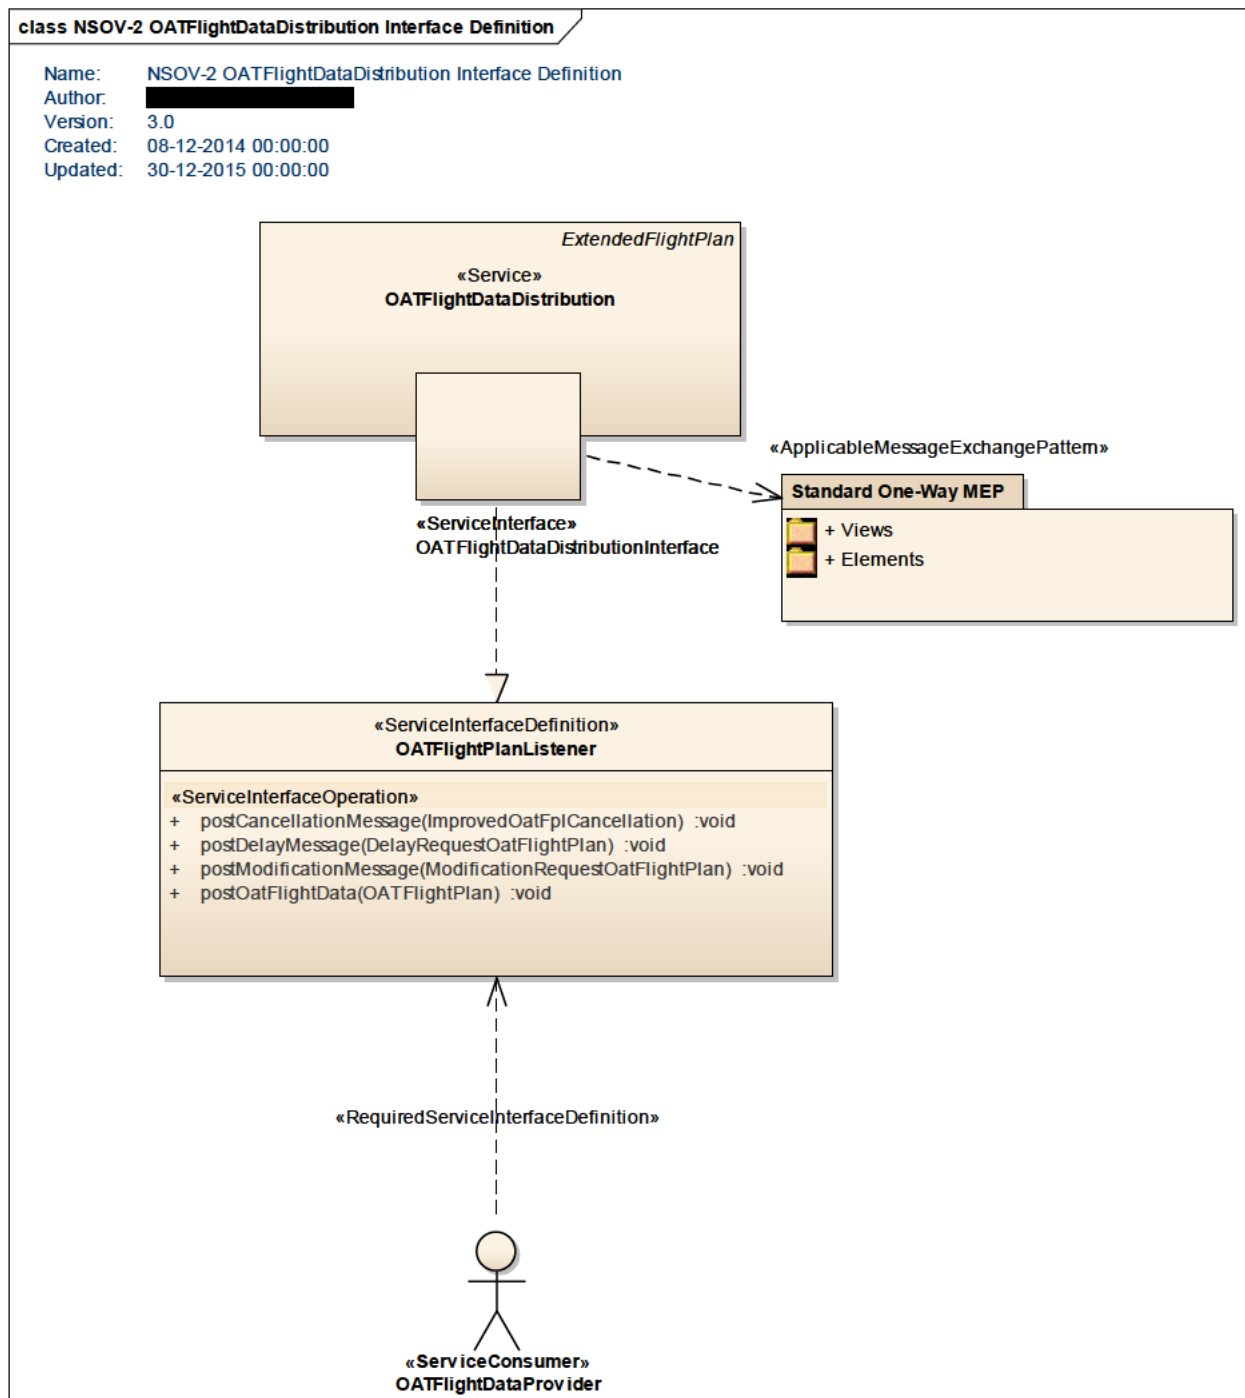 class NSOV-2 OATFlightDataDistribution Interface Definition
Name: NSOV-2 OATFlightDataDistribution Interface Definition
Author:
Version: 3.0
Created: 08-12-2014 00:00:00
Updated: 30-12-2015 00:00:00
ExtendedFlightPlan
«Service»
OATFlightDataDistribution
«ApplicableMessageExchangePattern»
Standard One-Way MEP
+ Views
+ Elements
«ServiceInterface»
OATFlightDataDistributionInterface
«ServiceInterfaceDefinition»
OATFlightPlanListener
«ServiceInterfaceOperation»
+ postCancellationMessage(ImprovedOatFplCancellation) :void
+ postDelayMessage(DelayRequestOatFlightPlan) :void
+ postModificationMessage(ModificationRequestOatFlightPlan) :void
+ postOatFlightData(OATFlightPlan) :void
«RequiredServiceInterfaceDefinition»
«ServiceConsumer»
OATFlightDataProvider